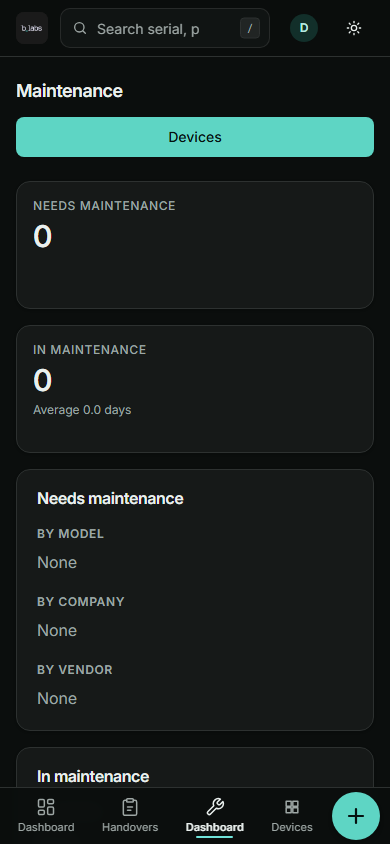 b_labs
Search serial, p
/
D
Maintenance
Devices
NEEDS MAINTENANCE
0
IN MAINTENANCE
0
Average 0.0 days
Needs maintenance
BY MODEL
None
BY COMPANY
None
BY VENDOR
None
In maintenance
Dashboard
Handovers
Dashboard
Devices